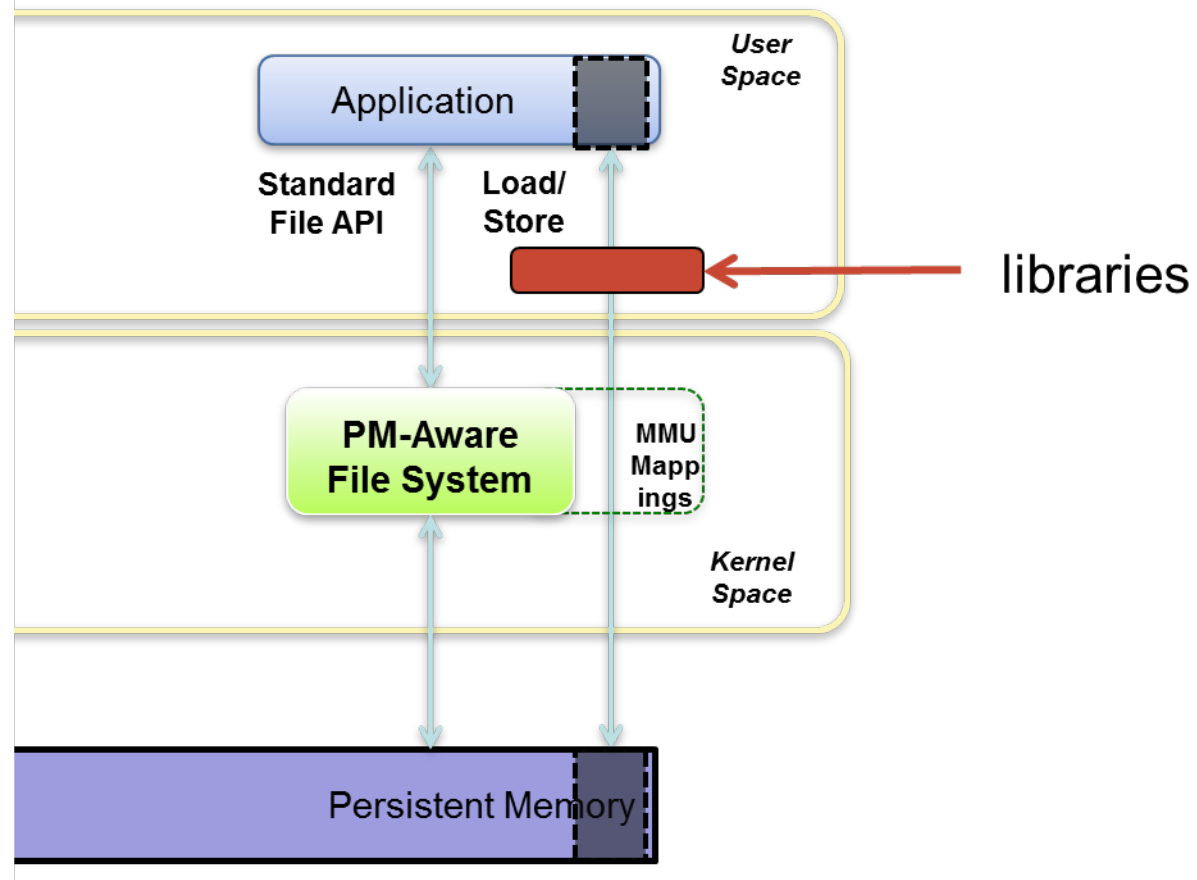 User
Space
Application
Standard
File API
Load/
Store
libraries
PM-Aware
File System
MMU
Mapp
ings
Kernel
Space
Persistent Memory